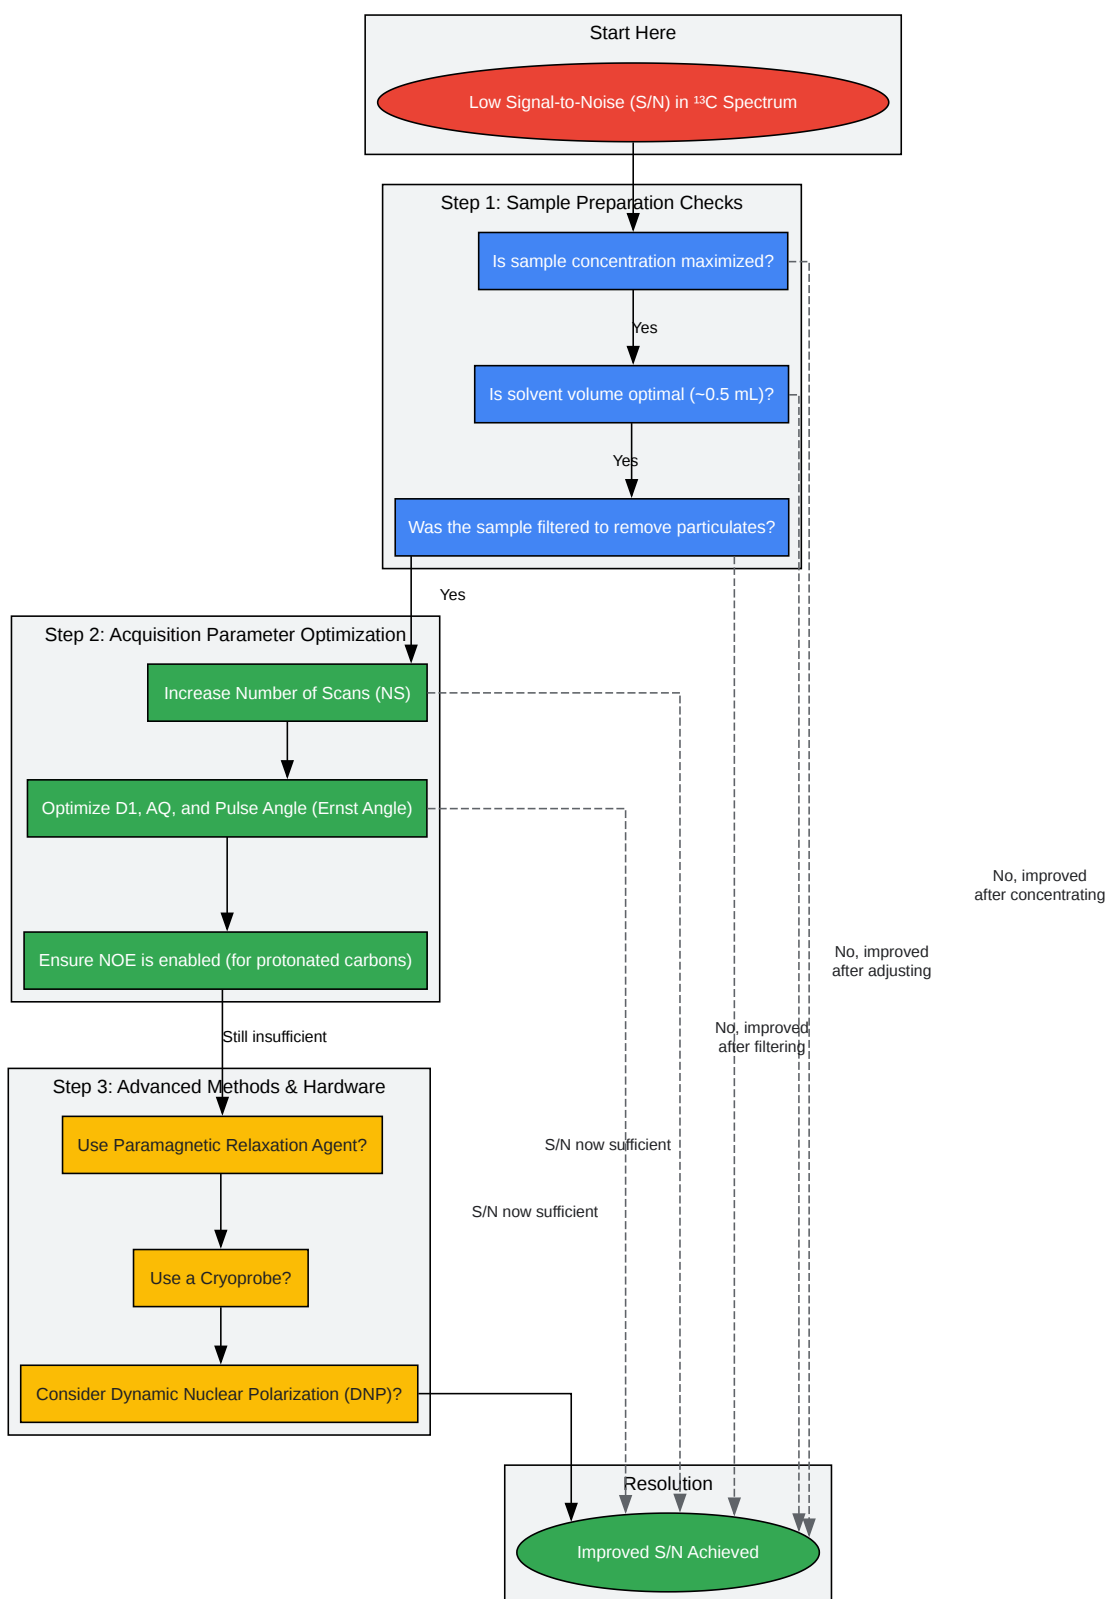 Start Here
Low Signal-to-Noise (S/N) in ¹³C Spectrum
Step 1: Sample Preparation Checks
Is sample concentration maximized?
Yes
Is solvent volume optimal (~0.5 mL)?
Yes
Was the sample filtered to remove particulates?
Yes
Step 2: Acquisition Parameter Optimization
Increase Number of Scans (NS)
Optimize D1, AQ, and Pulse Angle (Ernst Angle)
No, improved
after concentrating
No, improved
after adjusting
Ensure NOE is enabled (for protonated carbons)
No, improved
after filtering
Still insufficient
Step 3: Advanced Methods & Hardware
Use Paramagnetic Relaxation Agent?
S/N now sufficient
S/N now sufficient
Use a Cryoprobe?
Consider Dynamic Nuclear Polarization (DNP)?
Resolution
Improved S/N Achieved